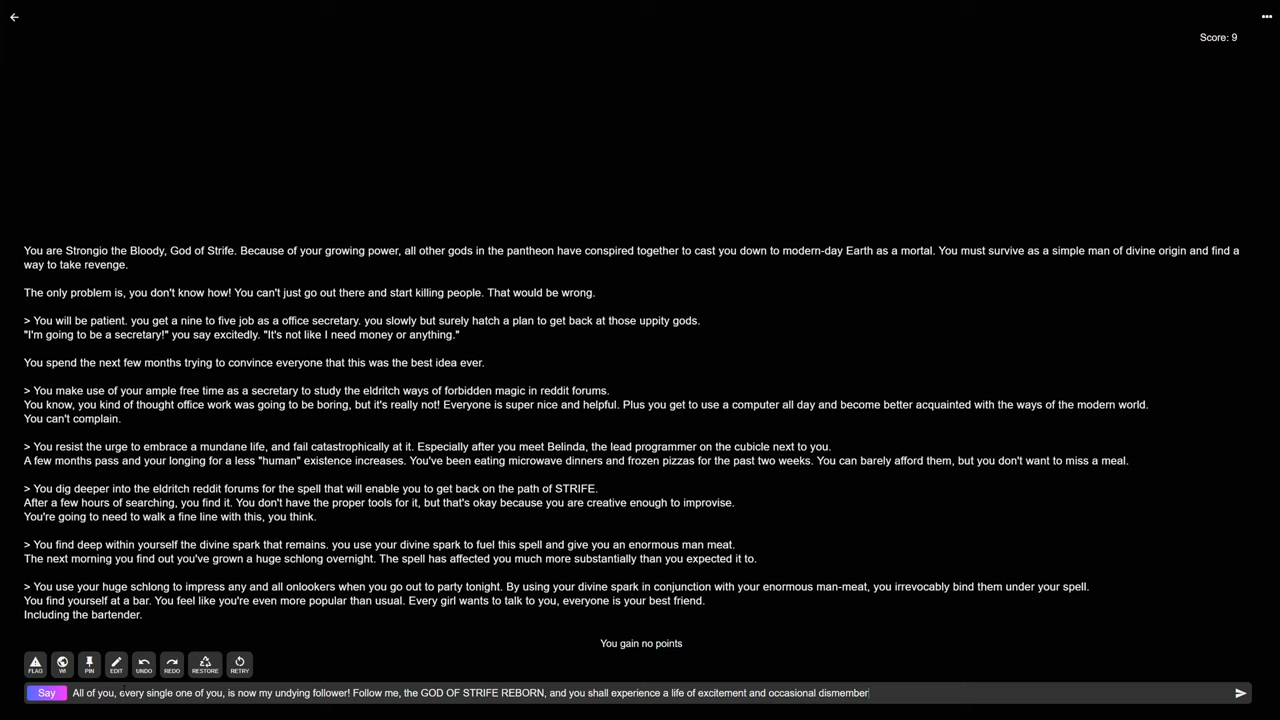 Score: 9
You are Strongio the Bloody, God of Strife. Because of your growing power, all other gods in the pantheon have conspired together to cast you down to modern-day Earth as a mortal. You must survive as a simple man of divine origin and find a
way to take revenge.
The only problem is, you don't know how! You can't just go out there and start killing people. That would be wrong.
> You will be patient. you get a nine to five job as a office secretary. you slowly but surely hatch a plan to get back at those uppity gods.
"I'm going to be a secretary!" you say excitedly. "It's not like I need money or anything."
You spend the next few months trying to convince everyone that this was the best idea ever.
> You make use of your ample free time as a secretary to study the eldritch ways of forbidden magic in reddit forums.
You know, you kind of thought office work was going to be boring, but it's really not! Everyone is super nice and helpful. Plus you get to use a computer all day and become better acquainted with the ways of the modern world.
You can't complain.
> You resist the urge to embrace a mundane life, and fail catastrophically at it. Especially after you meet Belinda, the lead programmer on the cubicle next to you.
A few months pass and your longing for a less "human" existence increases. You've been eating microwave dinners and frozen pizzas for the past two weeks. You can barely afford them, but you don't want to miss a meal.
> You dig deeper into the eldritch reddit forums for the spell that will enable you to get back on the path of STRIFE.
After a few hours of searching, you find it. You don't have the proper tools for it, but that's okay because you are creative enough to improvise.
You're going to need to walk a fine line with this, you think.
> You find deep within yourself the divine spark that remains. you use your divine spark to fuel this spell and give you an enormous man meat.
The next morning you find out you've grown a huge schlong overnight. The spell has affected you much more substantially than you expected it to.
> You use your huge schlong to impress any and all onlookers when you go out to party tonight. By using your divine spark in conjunction with your enormous man-meat, you irrevocably bind them under your spell.
You find yourself at a bar. You feel like you're even more popular than usual. Every girl wants to talk to you, everyone is your best friend.
Including the bartender.
You gain no points
FLAG WI PIN EDIT UNDO REDO RESTORE RETRY
Say All of you, every single one of you, is now my undying follower! Follow me, the GOD OF STRIFE REBORN, and you shall experience a life of excitement and occasional dismember